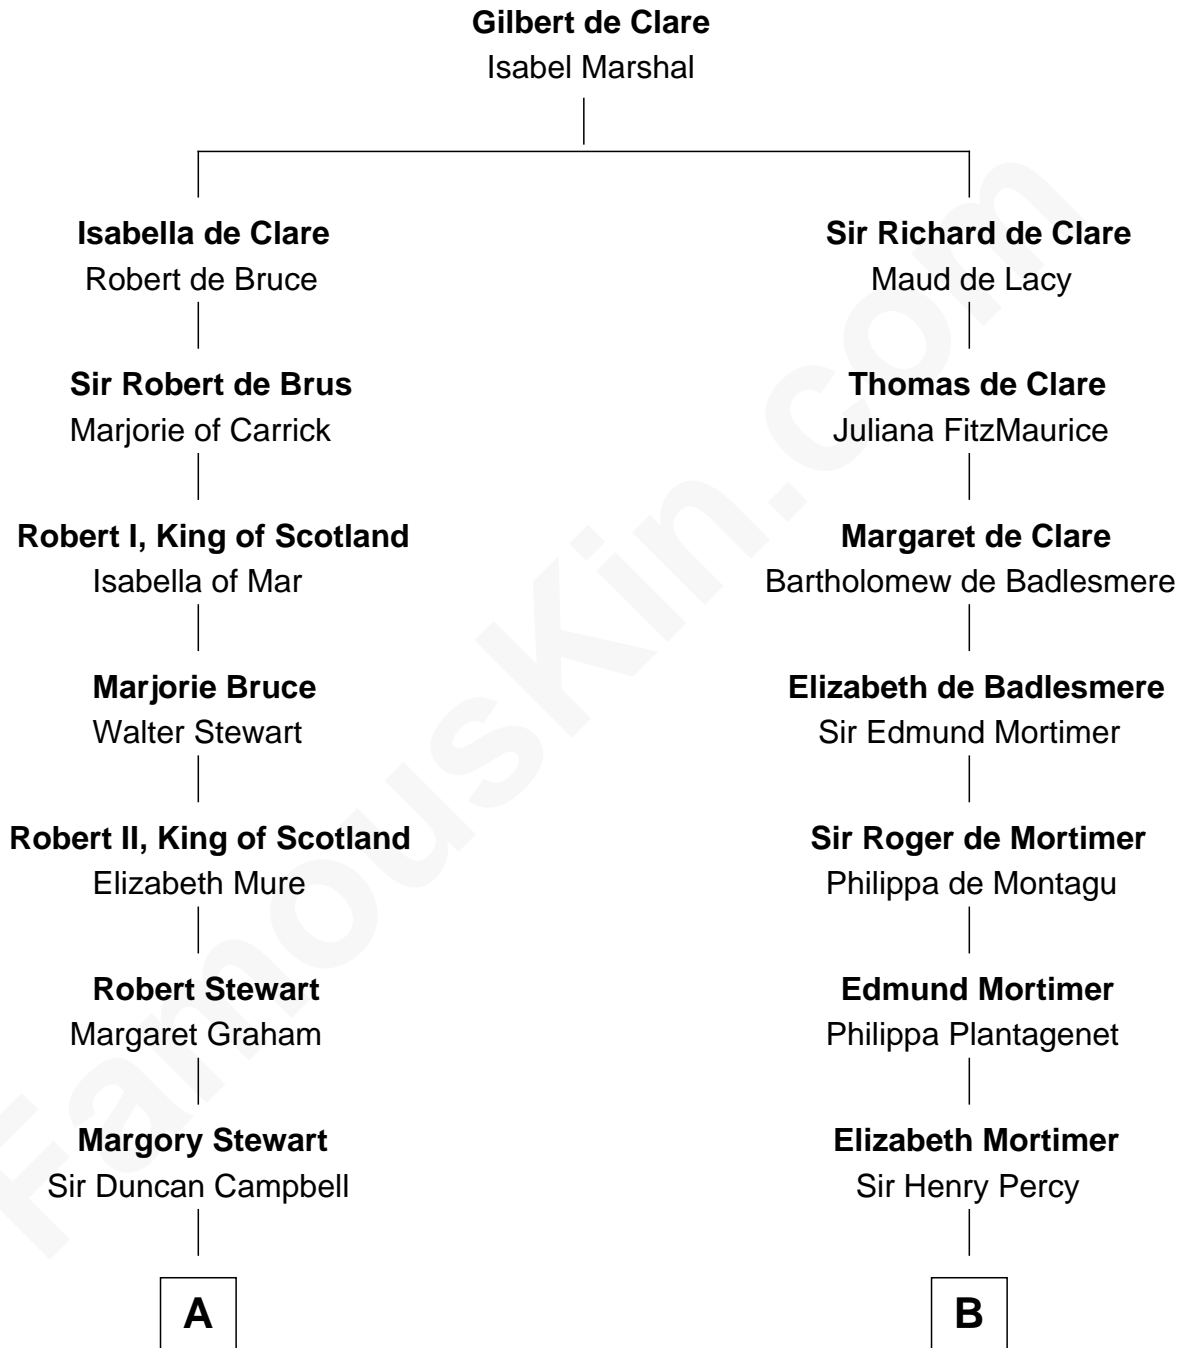 Gilbert de Clare
Isabel Marshal
Isabella de Clare
Robert de Bruce
Sir Robert de Brus
Marjorie of Carrick
Robert I, King of Scotland
Isabella of Mar
Marjorie Bruce
Walter Stewart
Robert II, King of Scotland
Elizabeth Mure
Robert Stewart
Margaret Graham
Margory Stewart
Sir Duncan Campbell
A
Sir Richard de Clare
Maud de Lacy
Thomas de Clare
Juliana FitzMaurice
Margaret de Clare
Bartholomew de Badlesmere
Elizabeth de Badlesmere
Sir Edmund Mortimer
Sir Roger de Mortimer
Philippa de Montagu
Edmund Mortimer
Philippa Plantagenet
Elizabeth Mortimer
Sir Henry Percy
B
FamousKin.com